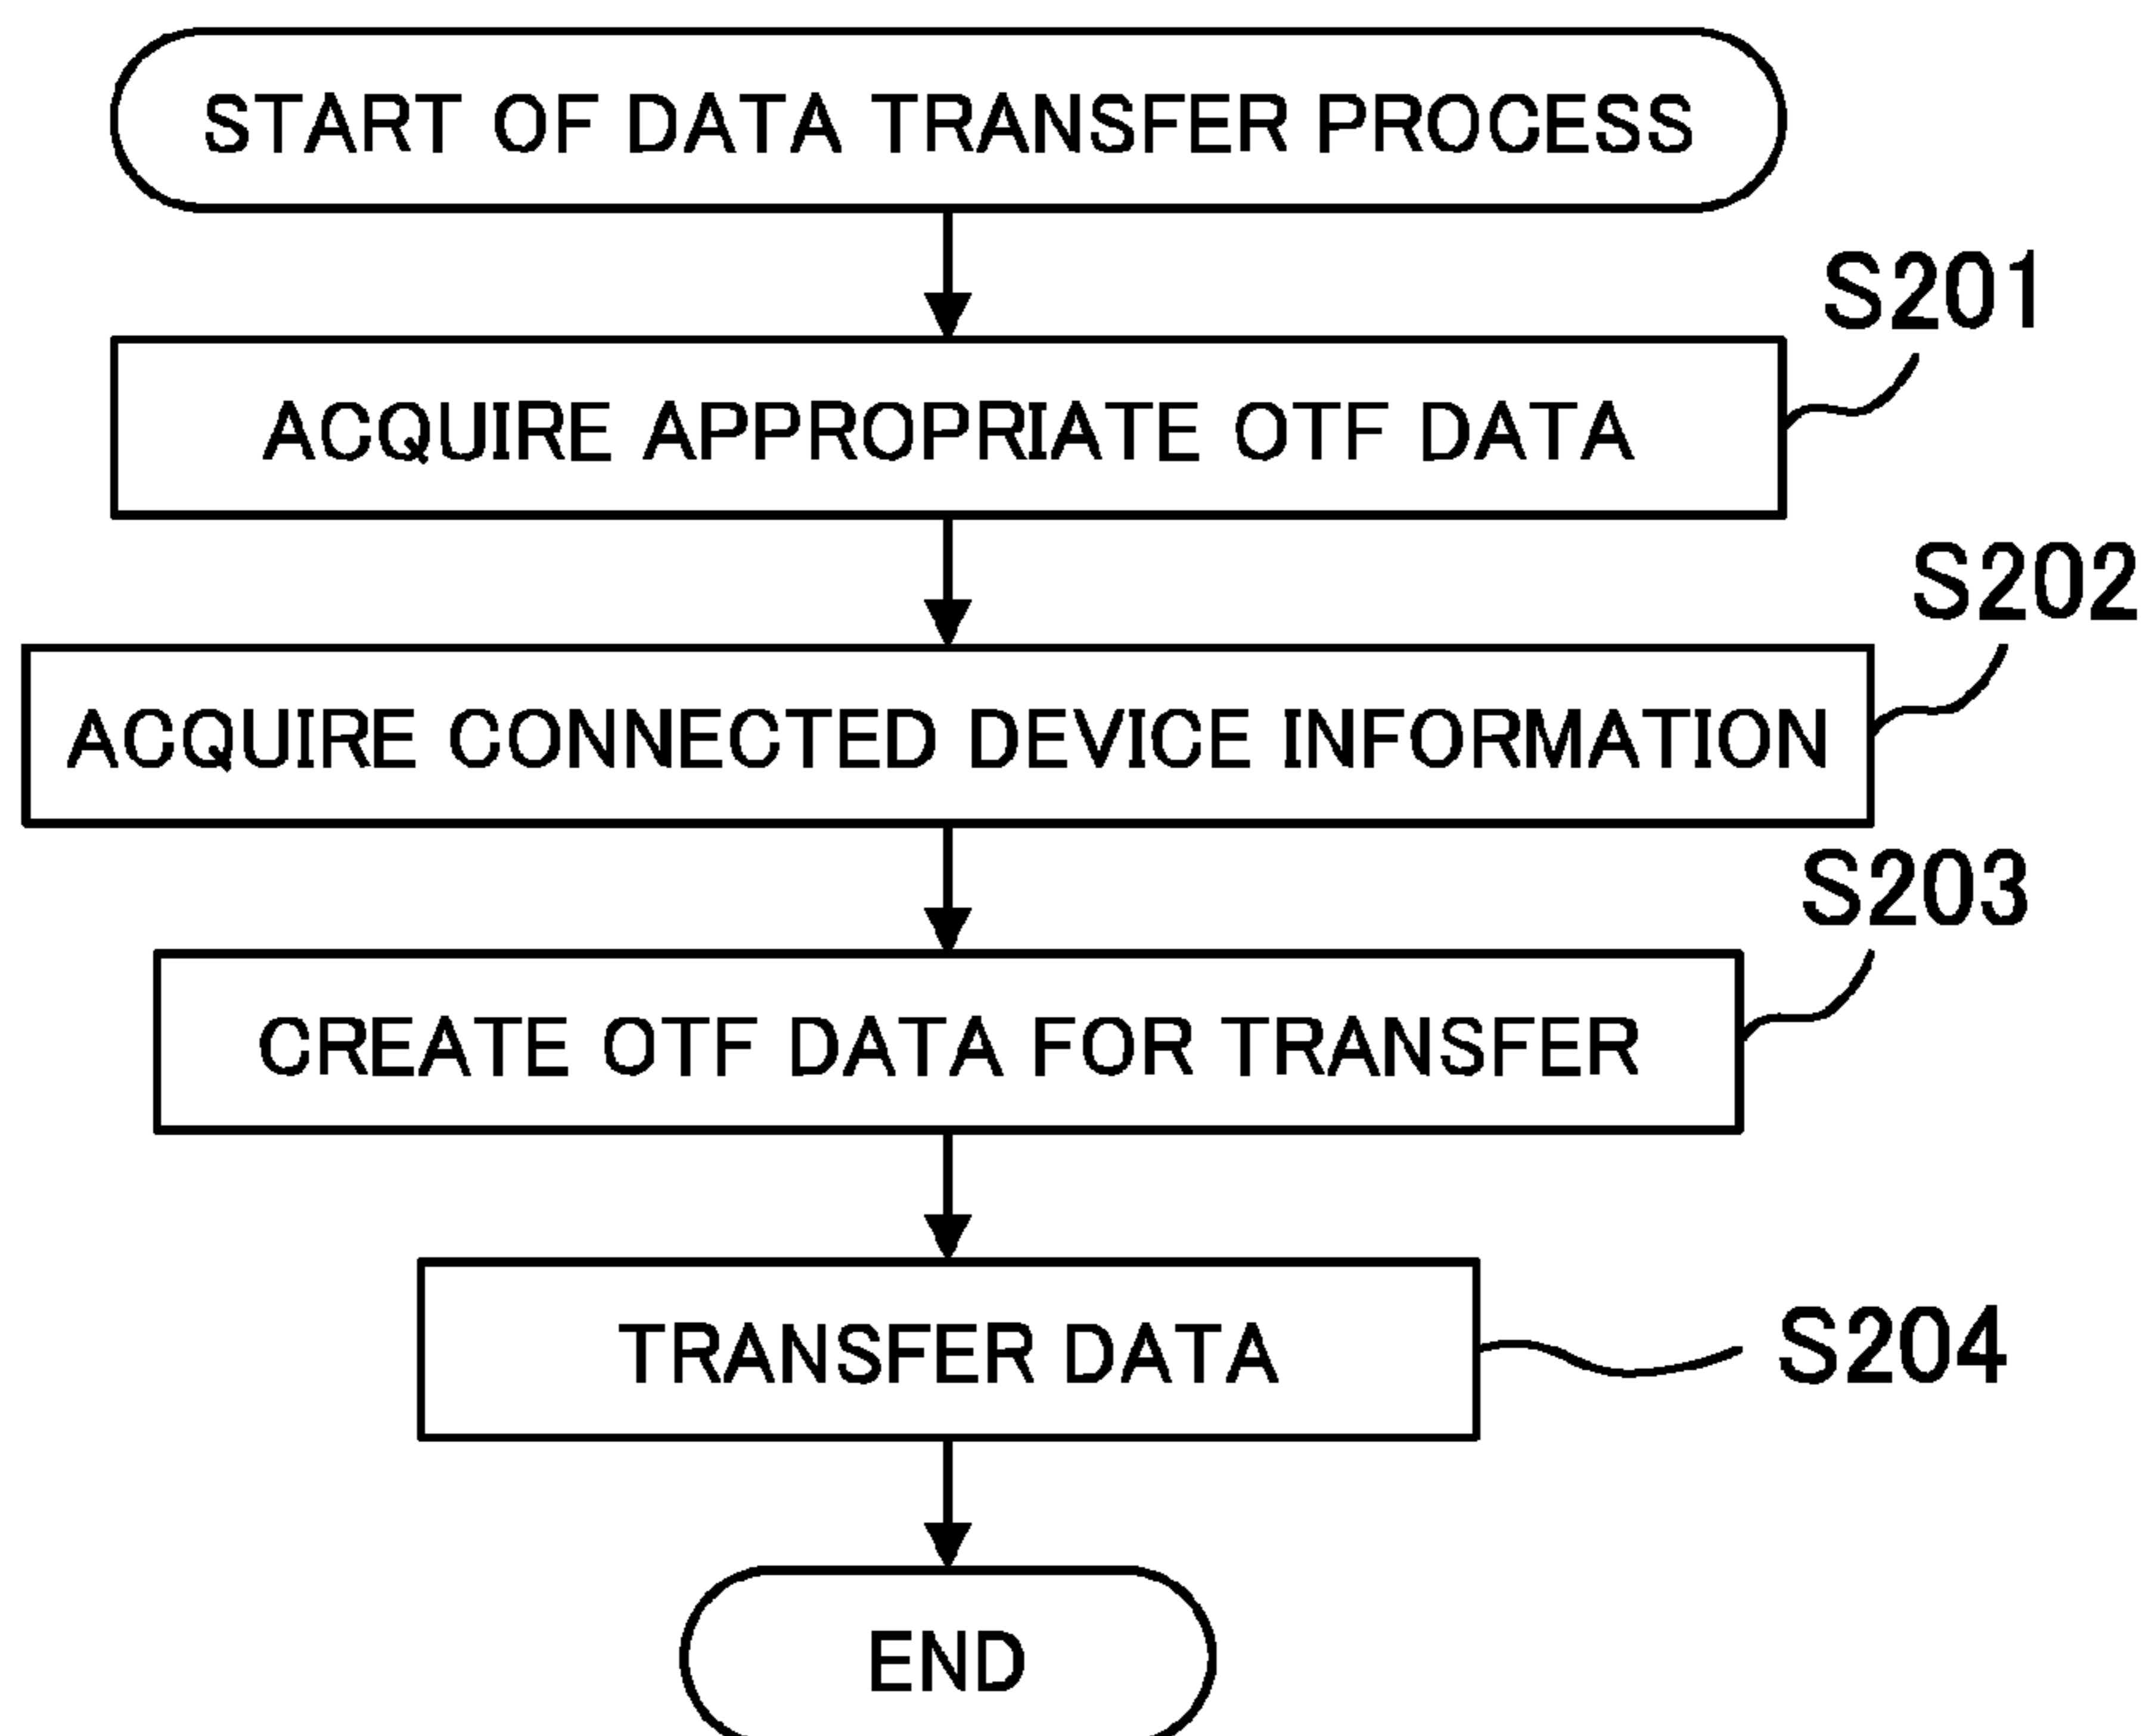 START OF DATA TRANSFER PROCESS
S201
ACQUIRE APPROPRIATE OTF DATA
S202
ACQUIRE CONNECTED DEVICE INFORMATION
S203
CREATE OTF DATA FOR TRANSFER
TRANSFER DATA
S204
END